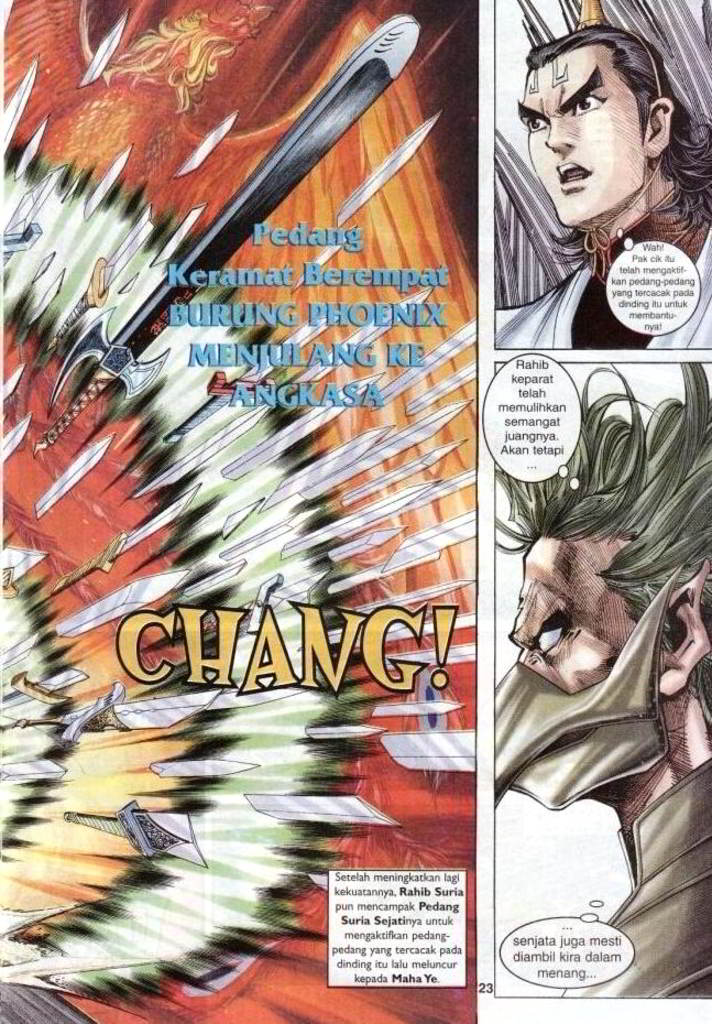 Pedang
Keramat Berempat
BURUNG PHOENIX
MENJULANG KE
ANGKASA
CHANG!
Setelah meningkatkan lagi
kekuatannya, Rahib Suria
pun mencampak Pedang
Suria Sejatinya untuk
mengaktifkan pedang-
pedang yang tercacak pada
dinding itu lalu meluncur
kepada Maha Ye.
Wah!
Pak cik itu
telah mengaktif-
kan pedang-pedang
yang tercacak pada
dinding itu untuk
membantu-
nya!
Rahib
keparat
telah
memulihkan
semangat
juangnya.
Akan tetapi
...
...
senjata juga mesti
diambil kira dalam
menang...
23